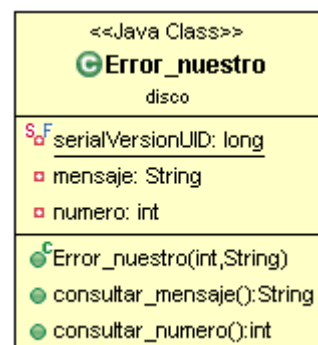 <<Java Class>>
Error_nuestro
disco
serialVersionUID: long
mensaje: String
numero: int
Error_nuestro(int,String)
consultar_mensaje():String
consultar_numero():int